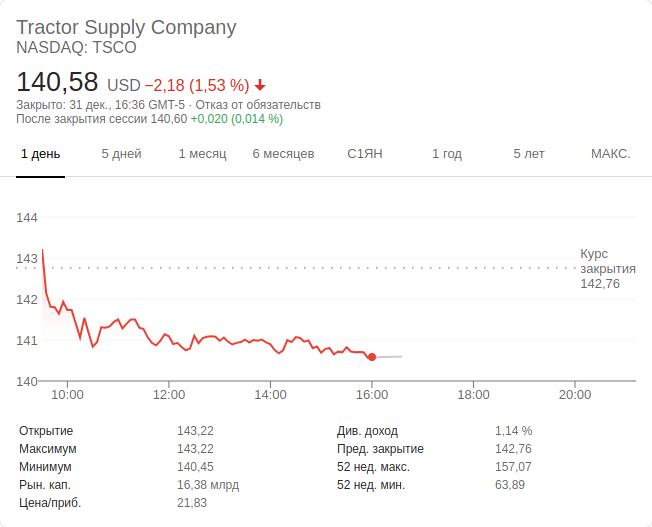 Tractor Supply Company
NASDAQ: TSCO
140,58 USD −2,18 (1,53 %)
Закрыто: 31 дек., 16:36 GMT-5 · Отказ от обязательств
После закрытия сессии 140,60 +0,020 (0,014 %)
1 день 5 дней 1 месяц 6 месяцев С1ЯН 1 год 5 лет МАКС.
144
143
142
141
140
Курс
закрытия
142,76
10:00 12:00 14:00 16:00 18:00 20:00
Открытие 143,22 Див. доход 1,14 %
Максимум 143,22 Пред. закрытие 142,76
Минимум 140,45 52 нед. макс. 157,07
Рын. кап. 16,38 млрд 52 нед. мин. 63,89
Цена/приб. 21,83